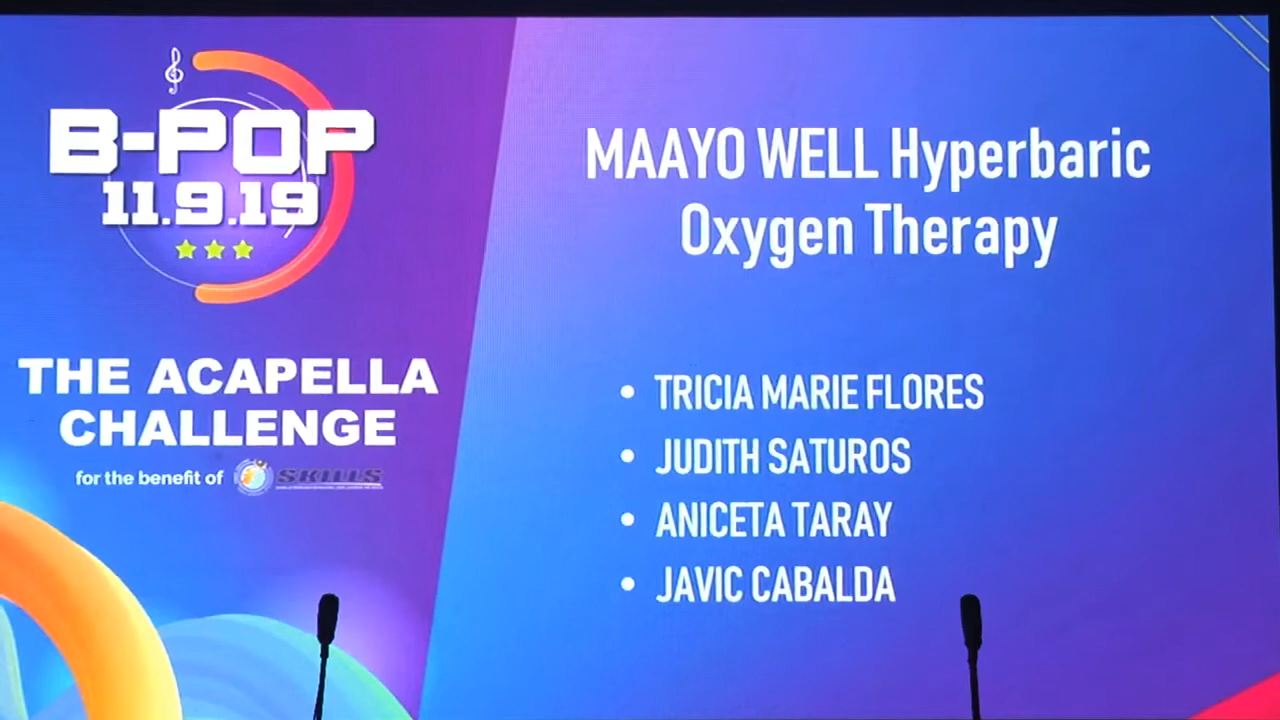 B-POP
11.9.19
THE ACAPELLA
CHALLENGE
for the benefit of SKILLS
MAAYO WELL Hyperbaric
Oxygen Therapy
• TRICIA MARIE FLORES
• JUDITH SATUROS
• ANICETA TARAY
• JAVIC CABALDA